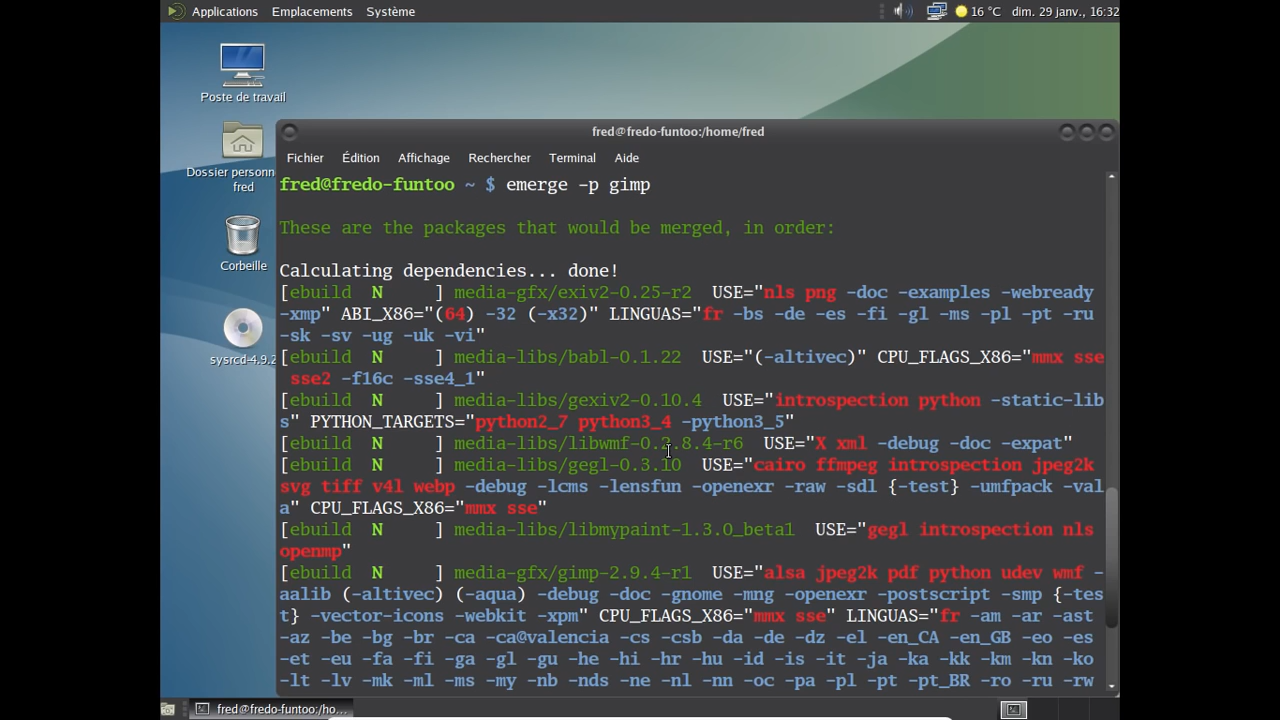 Applications Emplacements Système 16 °C dim. 29 janv., 16:32
Poste de travail
Dossier personn
fred
Corbeille
sysrcd-4.9.2
fred@fredo-funtoo:/home/fred
Fichier Édition Affichage Rechercher Terminal Aide
fred@fredo-funtoo ~ $ emerge -p gimp
These are the packages that would be merged, in order:
Calculating dependencies... done!
[ebuild  N     ] media-gfx/exiv2-0.25-r2  USE="nls png -doc -examples -webready
-xmp" ABI_X86="(64) -32 (-x32)" LINGUAS="fr -bs -de -es -fi -gl -ms -pl -pt -ru
-sk -sv -ug -uk -vi"
[ebuild  N     ] media-libs/babl-0.1.22  USE="(-altivec)" CPU_FLAGS_X86="mmx sse
sse2 -f16c -sse4_1"
[ebuild  N     ] media-libs/gexiv2-0.10.4  USE="introspection python -static-lib
s" PYTHON_TARGETS="python2_7 python3_4 -python3_5"
[ebuild  N     ] media-libs/libwmf-0.2.8.4-r6  USE="X xml -debug -doc -expat"
[ebuild  N     ] media-libs/gegl-0.3.10  USE="cairo ffmpeg introspection jpeg2k
svg tiff v4l webp -debug -lcms -lensfun -openexr -raw -sdl {-test} -umfpack -val
a" CPU_FLAGS_X86="mmx sse"
[ebuild  N     ] media-libs/libmypaint-1.3.0_beta1  USE="gegl introspection nls
openmp"
[ebuild  N     ] media-gfx/gimp-2.9.4-r1  USE="alsa jpeg2k pdf python udev wmf -
aalib (-altivec) (-aqua) -debug -doc -gnome -mng -openexr -postscript -smp {-tes
t} -vector-icons -webkit -xpm" CPU_FLAGS_X86="mmx sse" LINGUAS="fr -am -ar -ast
-az -be -bg -br -ca -ca@valencia -cs -csb -da -de -dz -el -en_CA -en_GB -eo -es
-et -eu -fa -fi -ga -gl -gu -he -hi -hr -hu -id -is -it -ja -ka -kk -km -kn -ko
-lt -lv -mk -ml -ms -my -nb -nds -ne -nl -nn -oc -pa -pl -pt -pt_BR -ro -ru -rw
fred@fredo-funtoo:/ho...